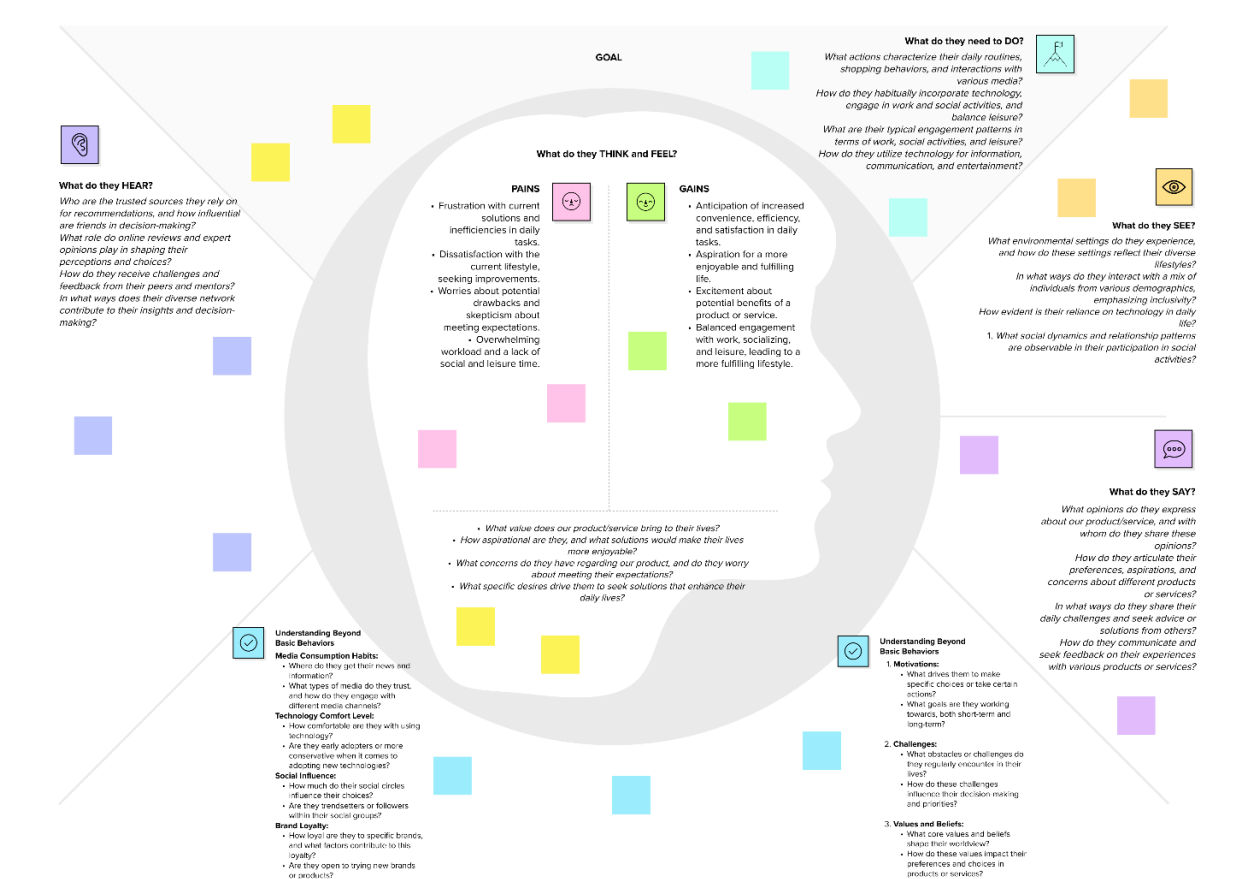 GOAL
What do they need to DO?
What actions characterize their daily routines,
shopping behaviors, and interactions with
various media?
How do they habitually incorporate technology,
engage in work and social activities, and
balance leisure?
What are their typical engagement patterns in
terms of work, social activities, and leisure?
How do they utilize technology for information,
communication, and entertainment?
What do they HEAR?
Who are the trusted sources they rely on
for recommendations, and how influential
are friends in decision-making?
What role do online reviews and expert
opinions play in shaping their
perceptions and choices?
How do they receive challenges and
feedback from their peers and mentors?
In what ways does their diverse network
contribute to their insights and decision-
making?
What do they THINK and FEEL?
PAINS
• Frustration with current
solutions and
inefficiencies in daily
tasks.
• Dissatisfaction with the
current lifestyle,
seeking improvements.
• Worries about potential
drawbacks and
skepticism about
meeting expectations.
• Overwhelming
workload and a lack of
social and leisure time.
GAINS
• Anticipation of increased
convenience, efficiency,
and satisfaction in daily
tasks.
• Aspiration for a more
enjoyable and fulfilling
life.
• Excitement about
potential benefits of a
product or service.
• Balanced engagement
with work, socializing,
and leisure, leading to a
more fulfilling lifestyle.
What do they SEE?
What environmental settings do they experience,
and how do these settings reflect their diverse
lifestyles?
In what ways do they interact with a mix of
individuals from various demographics,
emphasizing inclusivity?
How evident is their reliance on technology in daily
life?
1. What social dynamics and relationship patterns
are observable in their participation in social
activities?
What do they SAY?
What opinions do they express
about our product/service, and with
whom do they share these
opinions?
How do they articulate their
preferences, aspirations, and
concerns about different products
or services?
In what ways do they share their
daily challenges and seek advice or
solutions from others?
How do they communicate and
seek feedback on their experiences
with various products or services?
• What value does our product/service bring to their lives?
• How aspirational are they, and what solutions would make their lives
more enjoyable?
• What concerns do they have regarding our product, and do they worry
about meeting their expectations?
• What specific desires drive them to seek solutions that enhance their
daily lives?
Understanding Beyond
Basic Behaviors
Media Consumption Habits:
• Where do they get their news and
information?
• What types of media do they trust,
and how do they engage with
different media channels?
Technology Comfort Level:
• How comfortable are they with using
technology?
• Are they early adopters or more
conservative when it comes to
adopting new technologies?
Social Influence:
• How much do their social circles
influence their choices?
• Are they trendsetters or followers
within their social groups?
Brand Loyalty:
• How loyal are they to specific brands,
and what factors contribute to this
loyalty?
• Are they open to trying new brands
or products?
Understanding Beyond
Basic Behaviors
1. Motivations:
• What drives them to make
specific choices or take certain
actions?
• What goals are they working
towards, both short-term and
long-term?
2. Challenges:
• What obstacles or challenges do
they regularly encounter in their
lives?
• How do these challenges
influence their decision-making
and priorities?
3. Values and Beliefs:
• What core values and beliefs
shape their worldview?
• How do these values impact their
preferences and choices in
products or services?